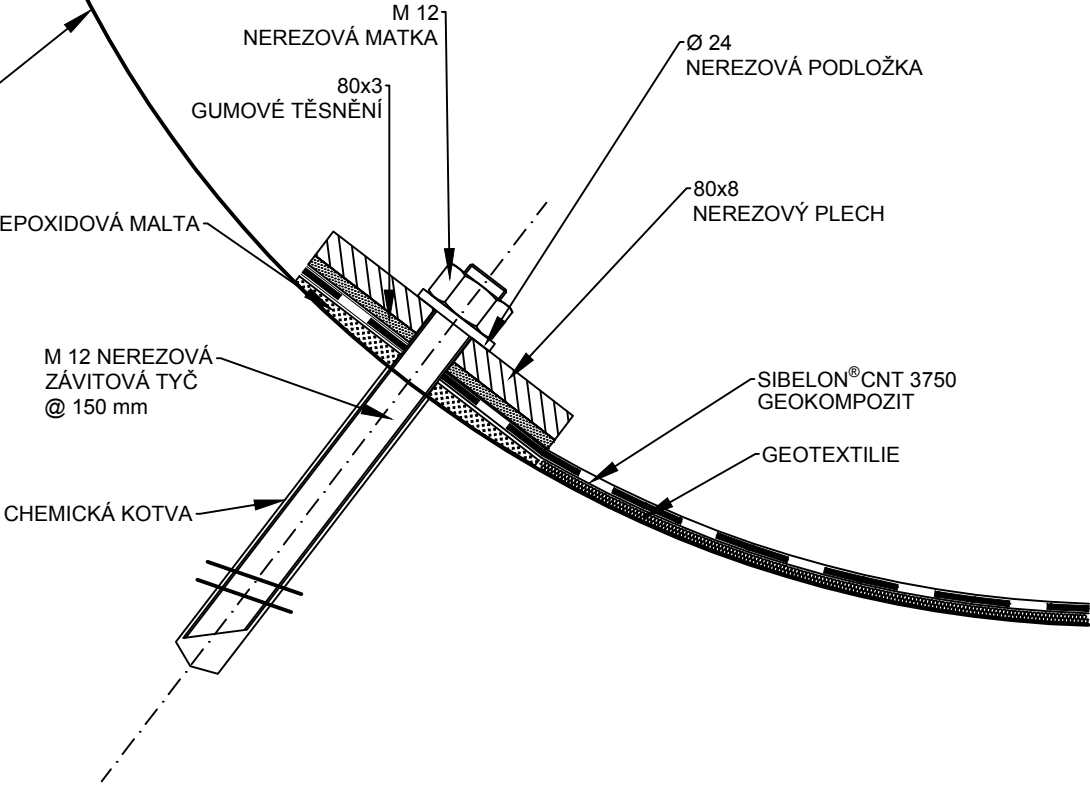 M 12
NEREZOVÁ MATKA
Ø 24
NEREZOVÁ PODLOŽKA
80x3
GUMOVÉ TĚSNĚNÍ
80x8
NEREZOVÝ PLECH
EPOXIDOVÁ MALTA
M 12 NEREZOVÁ
ZÁVITOVÁ TYČ
@ 150 mm
SIBELON®CNT 3750
GEOKOMPOZIT
GEOTEXTILIE
CHEMICKÁ KOTVA